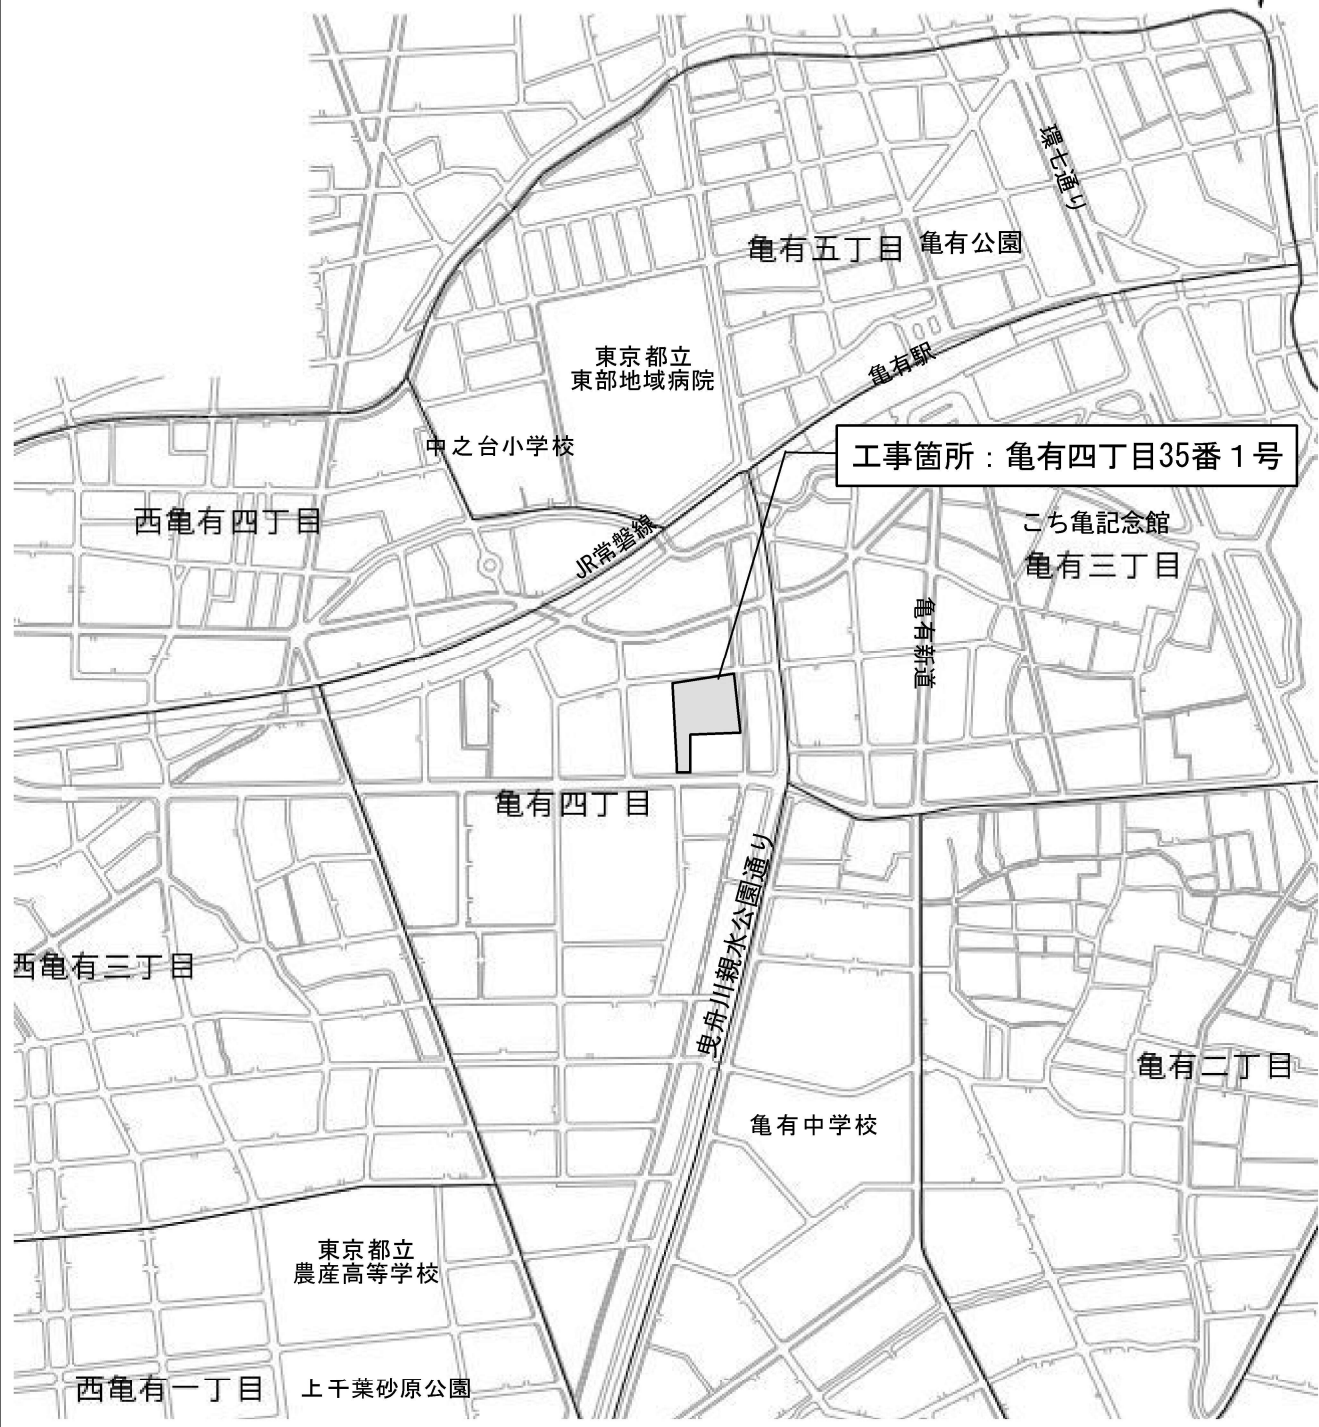 環七通り
亀有五丁目
亀有公園
東京都立
東部地域病院
亀有駅
中之台小学校
工事箇所：亀有四丁目35番１号
西亀有四丁目
JR常磐線
こち亀記念館
亀有三丁目
亀有新道
亀有四丁目
曳舟川親水公園通り
西亀有三丁目
亀有二丁目
亀有中学校
東京都立
農産高等学校
西亀有一丁目
上千葉砂原公園